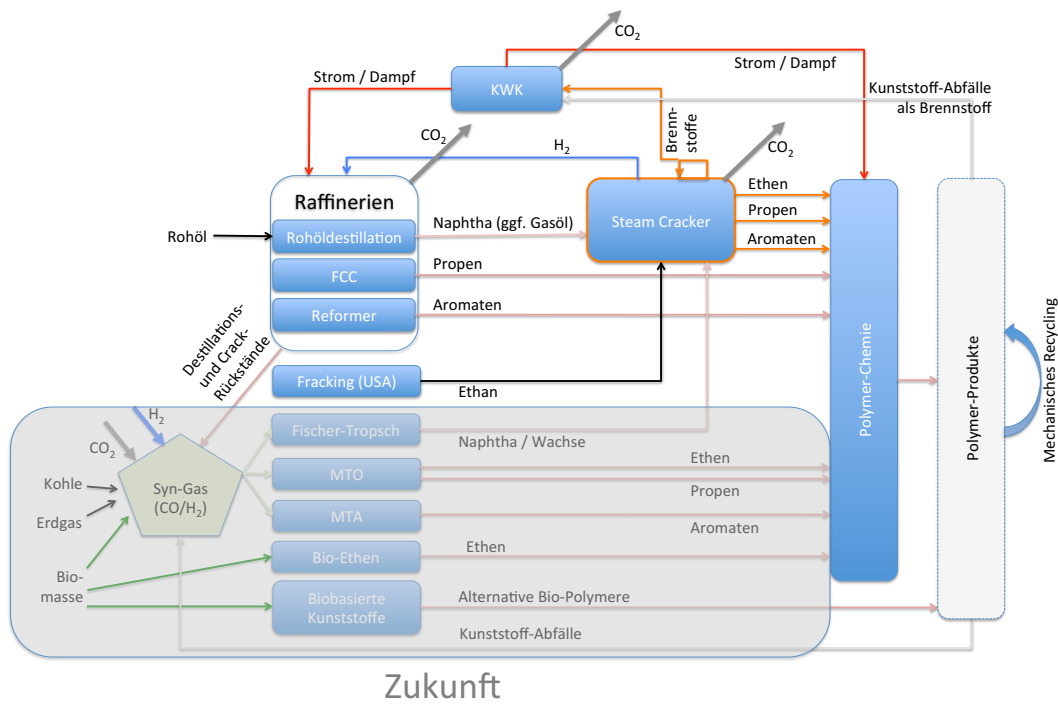 CO2
Strom / Dampf
KWK
Strom / Dampf
Kunststoff-Abfälle
als Brennstoff
CO2
H2
Brenn-
stoffe
CO2
Raffinerien
Ethen
Propen
Aromaten
Rohöl
Rohöldestillation
Naphtha (ggf. Gasöl)
Steam Cracker
FCC
Propen
Reformer
Aromaten
Destillations-
und Crack-
Rückstände
Fracking (USA)
Ethan
Polymer-Chemie
Polymer-Produkte
Mechanisches Recycling
H2
CO2
Fischer-Tropsch
Naphtha / Wachse
Kohle
Erdgas
Syn-Gas
(CO/H2)
MTO
Ethen
Propen
MTA
Aromaten
Bio-Ethen
Ethen
Bio-
masse
Biobasierte
Kunststoffe
Alternative Bio-Polymere
Kunststoff-Abfälle
Zukunft